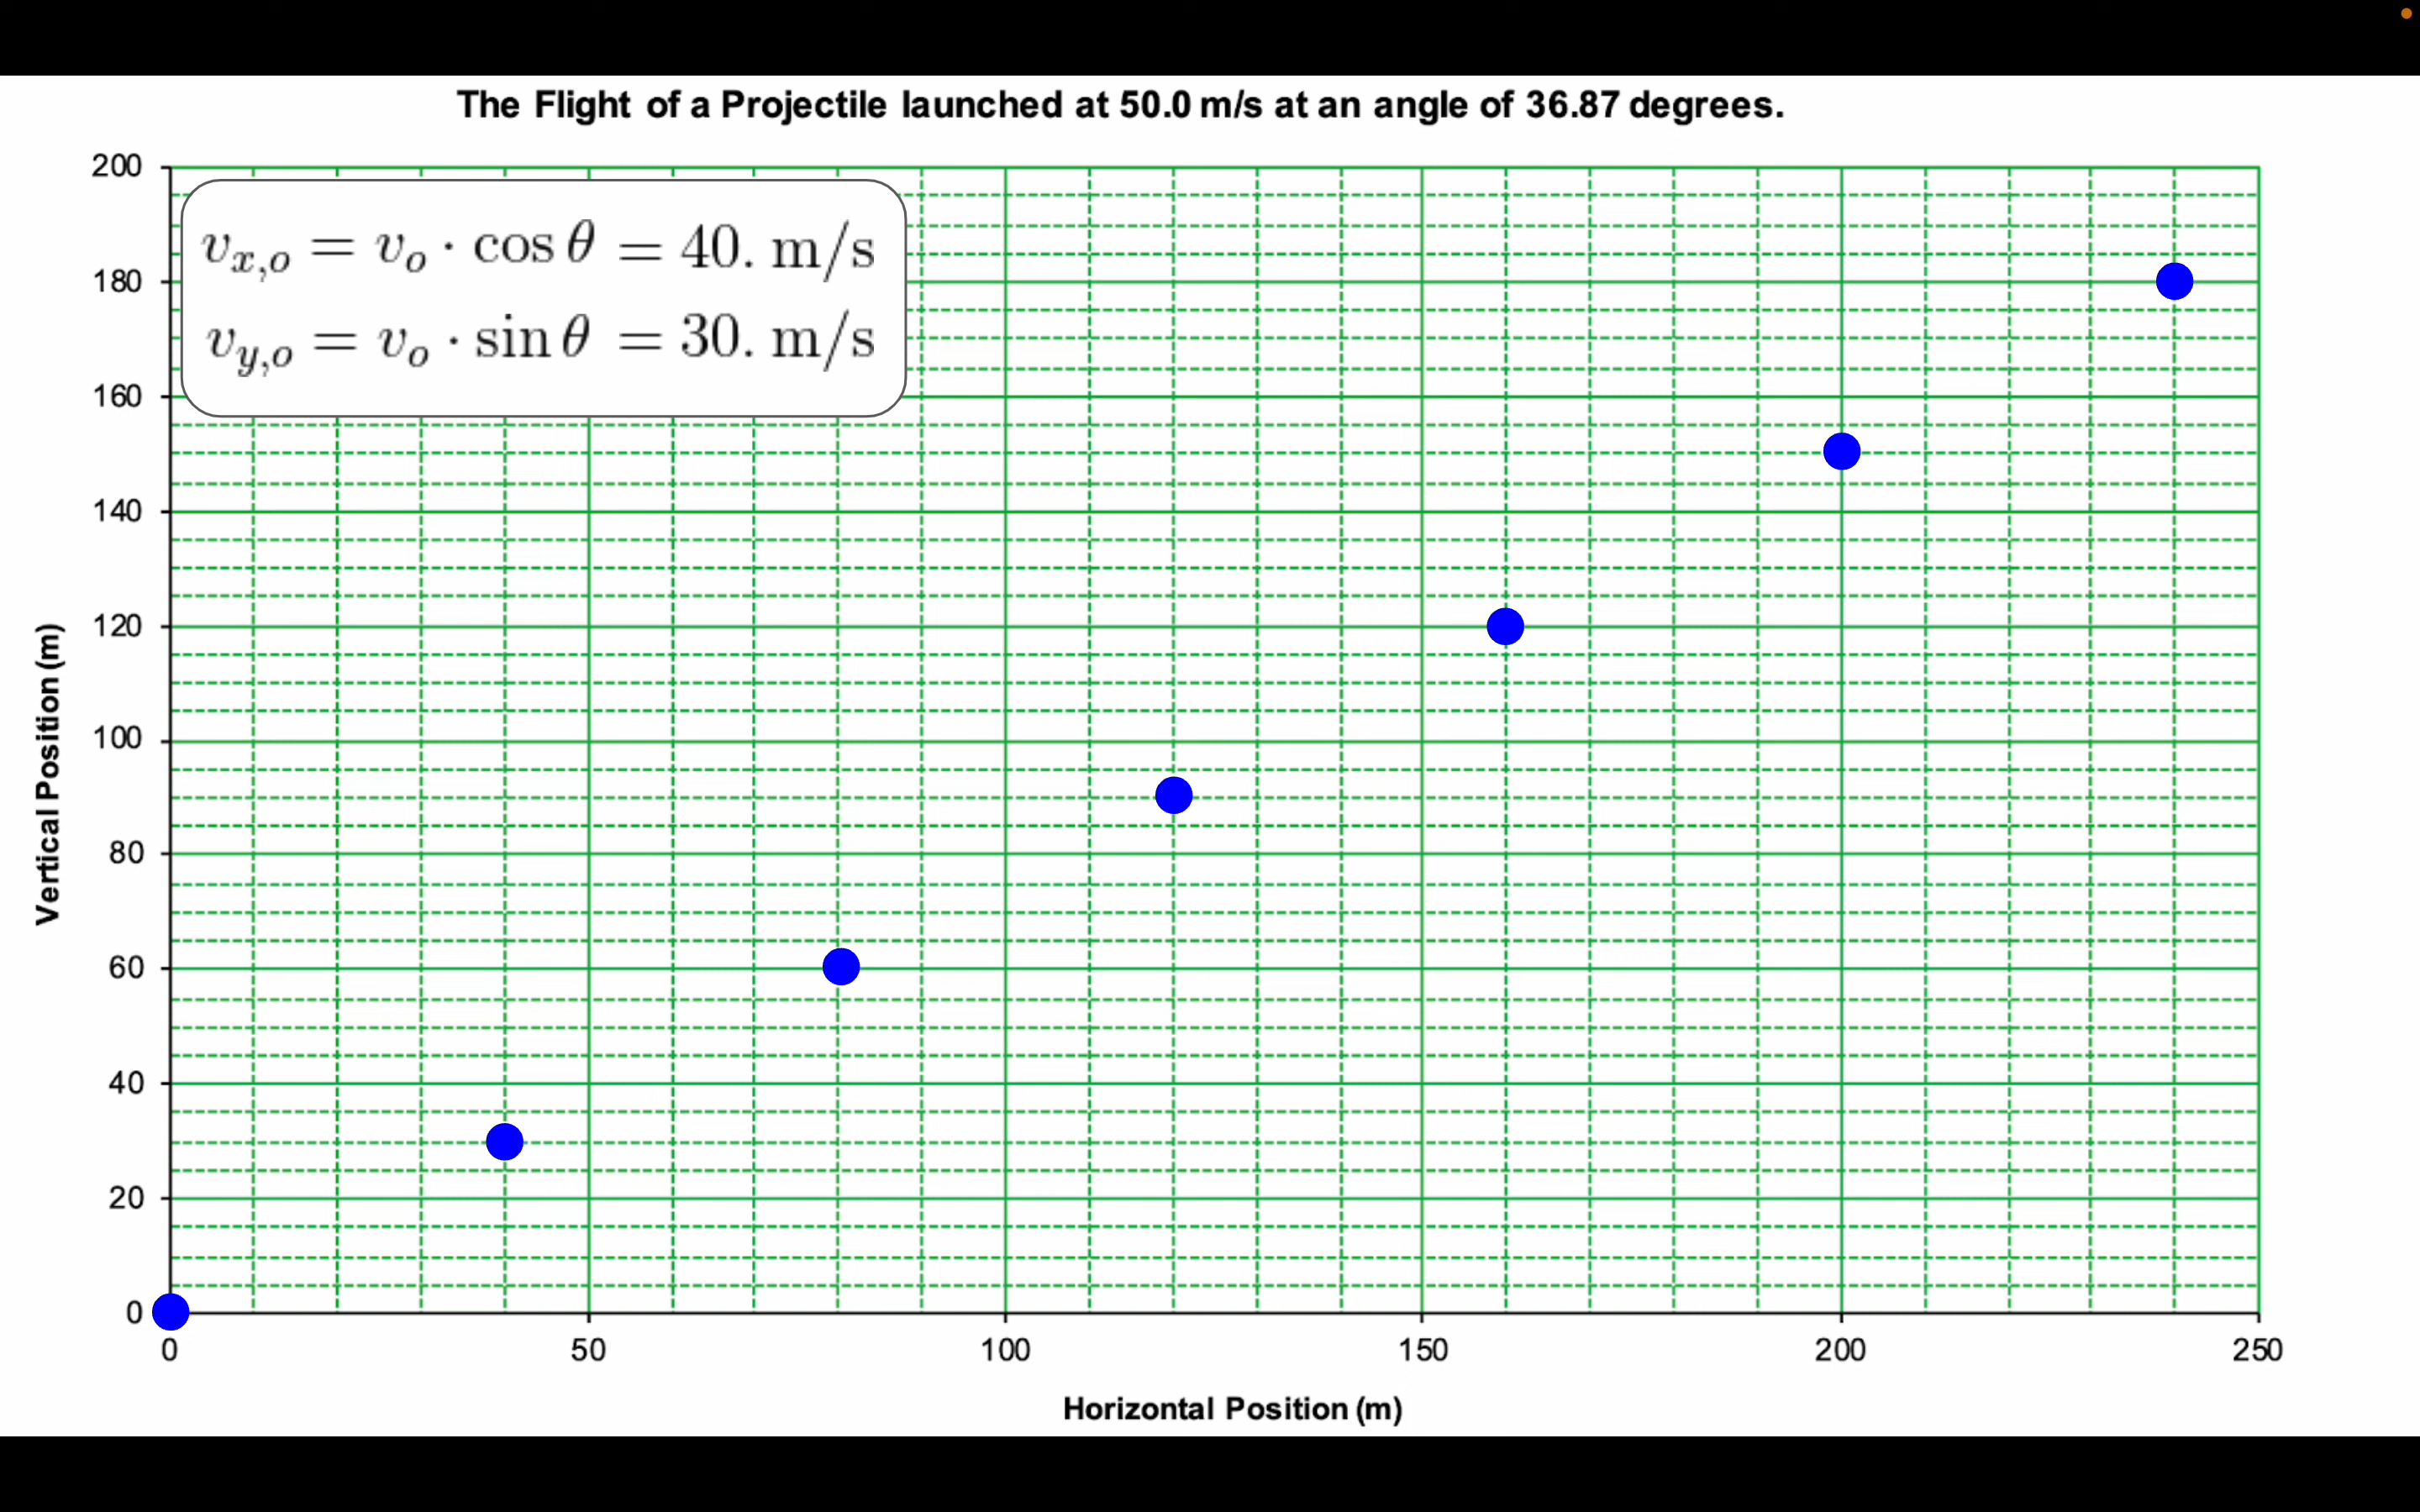 The Flight of a Projectile launched at 50.0 m/s at an angle of 36.87 degrees.
200
v_{x,o} = v_o · cos θ = 40. m/s
180
v_{y,o} = v_o · sin θ = 30. m/s
160
140
120
100
80
60
40
20
0
Vertical Position (m)
0 50 100 150 200 250
Horizontal Position (m)